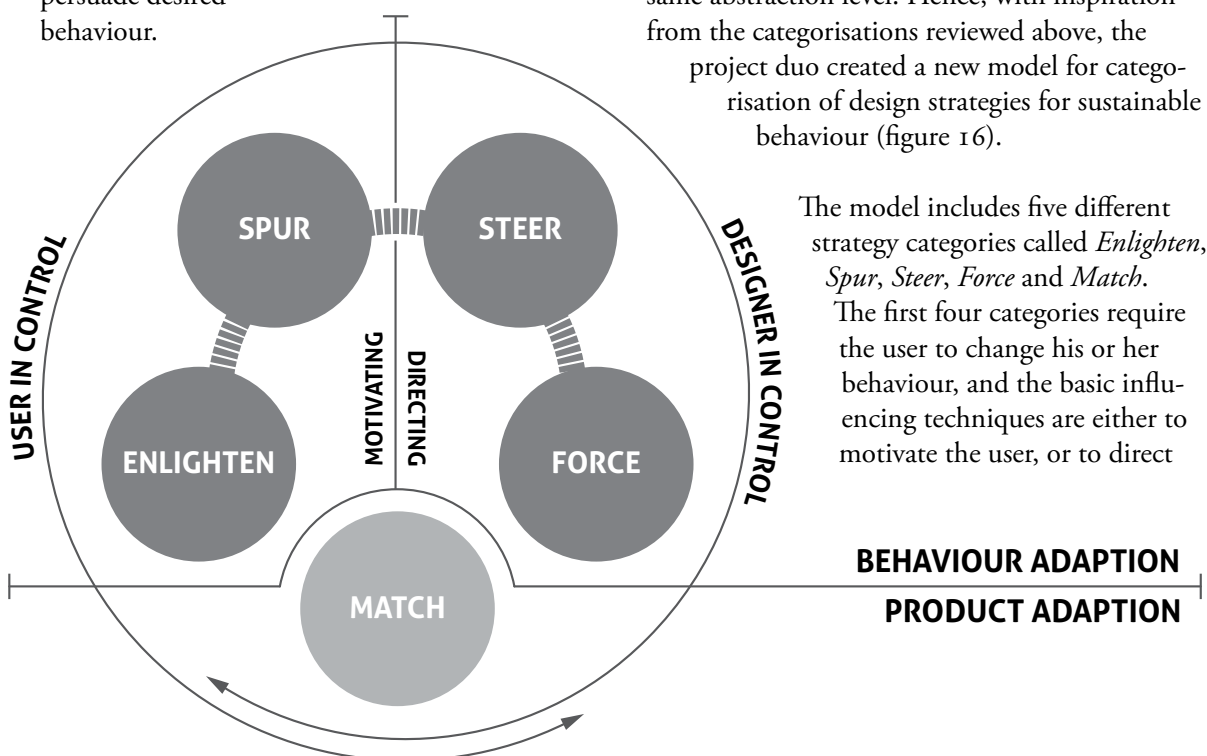 persuade desired
behaviour.
same abstraction level. Hence, with inspiration
from the categorisations reviewed above, the
project duo created a new model for catego-
risation of design strategies for sustainable
behaviour (figure 16).
The model includes five different
strategy categories called Enlighten,
Spur, Steer, Force and Match.
The first four categories require
the user to change his or her
behaviour, and the basic influ-
encing techniques are either to
motivate the user, or to direct
USER IN CONTROL
SPUR
STEER
DESIGNER IN CONTROL
MOTIVATING
DIRECTING
ENLIGHTEN
FORCE
MATCH
BEHAVIOUR ADAPTION
PRODUCT ADAPTION